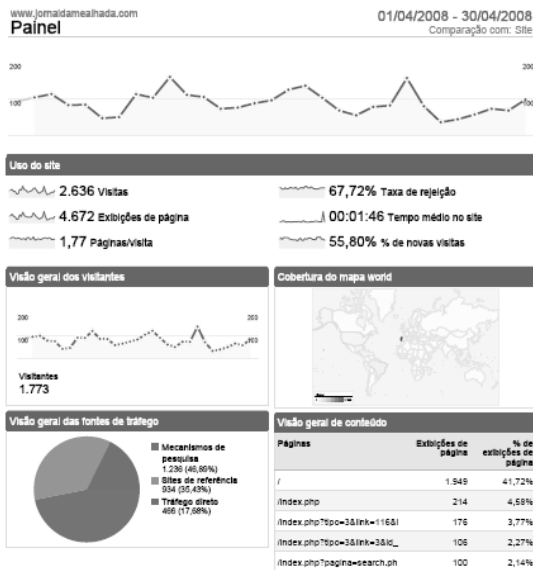 www.jornaldamealhada.com
Painel
01/04/2008 - 30/04/2008
Comparação com: Site
200
100
200
100
Uso do site
2.636 Visitas
67,72% Taxa de rejeição
4.672 Exibições de página
00:01:46 Tempo médio no site
1,77 Páginas/visita
55,80% % de novas visitas
Visão geral dos visitantes
200
100
Visitantes
1.773
Cobertura do mapa world
Visão geral das fontes de tráfego
Mecanismos de
pesquisa
1.236 (46,89%)
Sites de referência
934 (35,43%)
Tráfego direto
466 (17,68%)
Visão geral de conteúdo
Páginas
Exibições de
página
% de
exibições de
página
/
1.949
41,72%
/index.php
214
4,58%
/index.php?tipo=3&link=116&i
176
3,77%
/index.php?tipo=3&link=3&id_
106
2,27%
/index.php?pagina=search.ph
100
2,14%